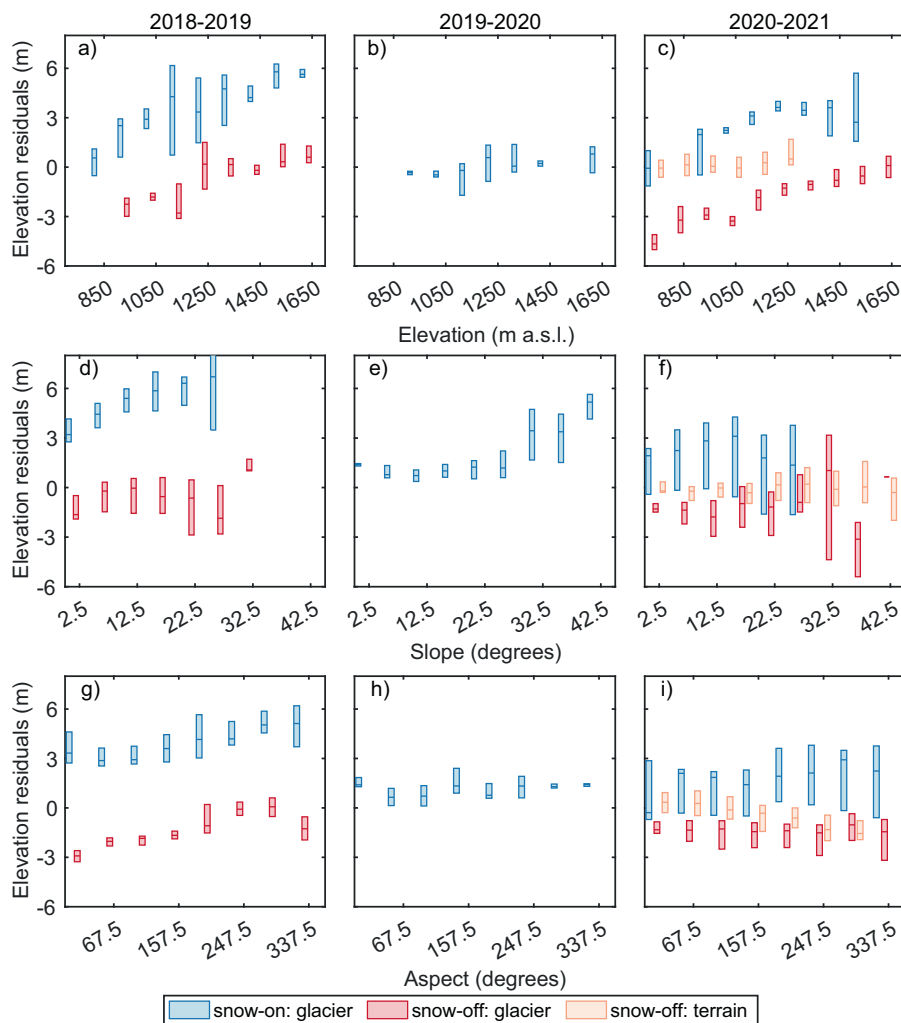 2018-2019 2019-2020 2020-2021
a) b) c)
Elevation residuals (m)
6
3
0
-3
-6
850 1050 1250 1450 1650 850 1050 1250 1450 1650 850 1050 1250 1450 1650
Elevation (m a.s.l.)
d) e) f)
Elevation residuals (m)
6
3
0
-3
-6
2.5 12.5 22.5 32.5 42.5 2.5 12.5 22.5 32.5 42.5 2.5 12.5 22.5 32.5 42.5
Slope (degrees)
g) h) i)
Elevation residuals (m)
6
3
0
-3
-6
67.5 157.5 247.5 337.5 67.5 157.5 247.5 337.5 67.5 157.5 247.5 337.5
Aspect (degrees)
snow-on: glacier snow-off: glacier snow-off: terrain